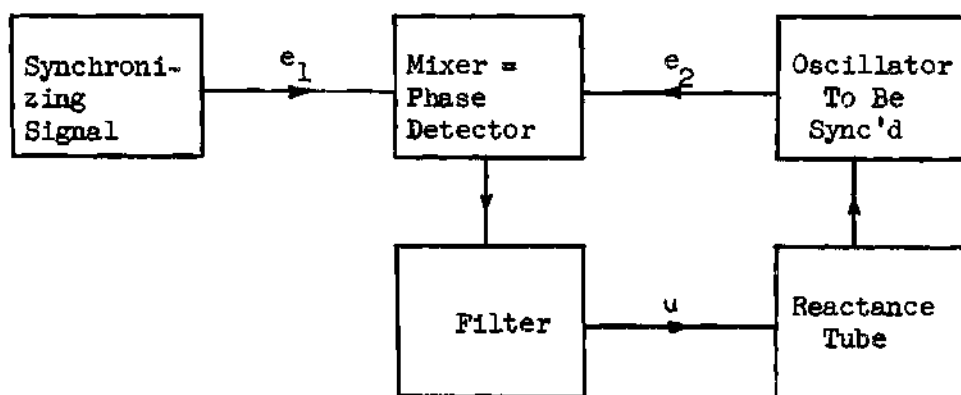 Synchroni-
zing
Signal
e1
Mixer =
Phase
Detector
e2
Oscillator
To Be
Sync'd
Filter
u
Reactance
Tube